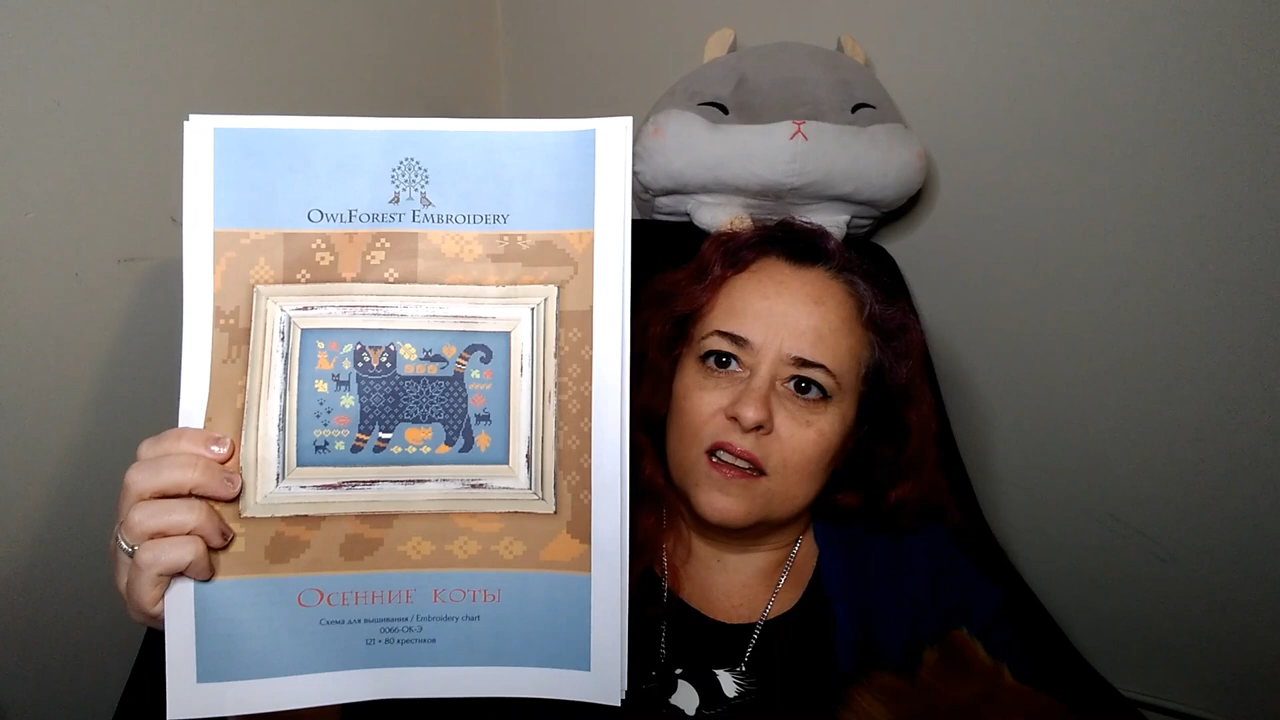 OwlForest Embroidery
Осенние коты
Схема для вышивания / Embroidery chart
0066-ОК-Э
121 × 80 крестиков